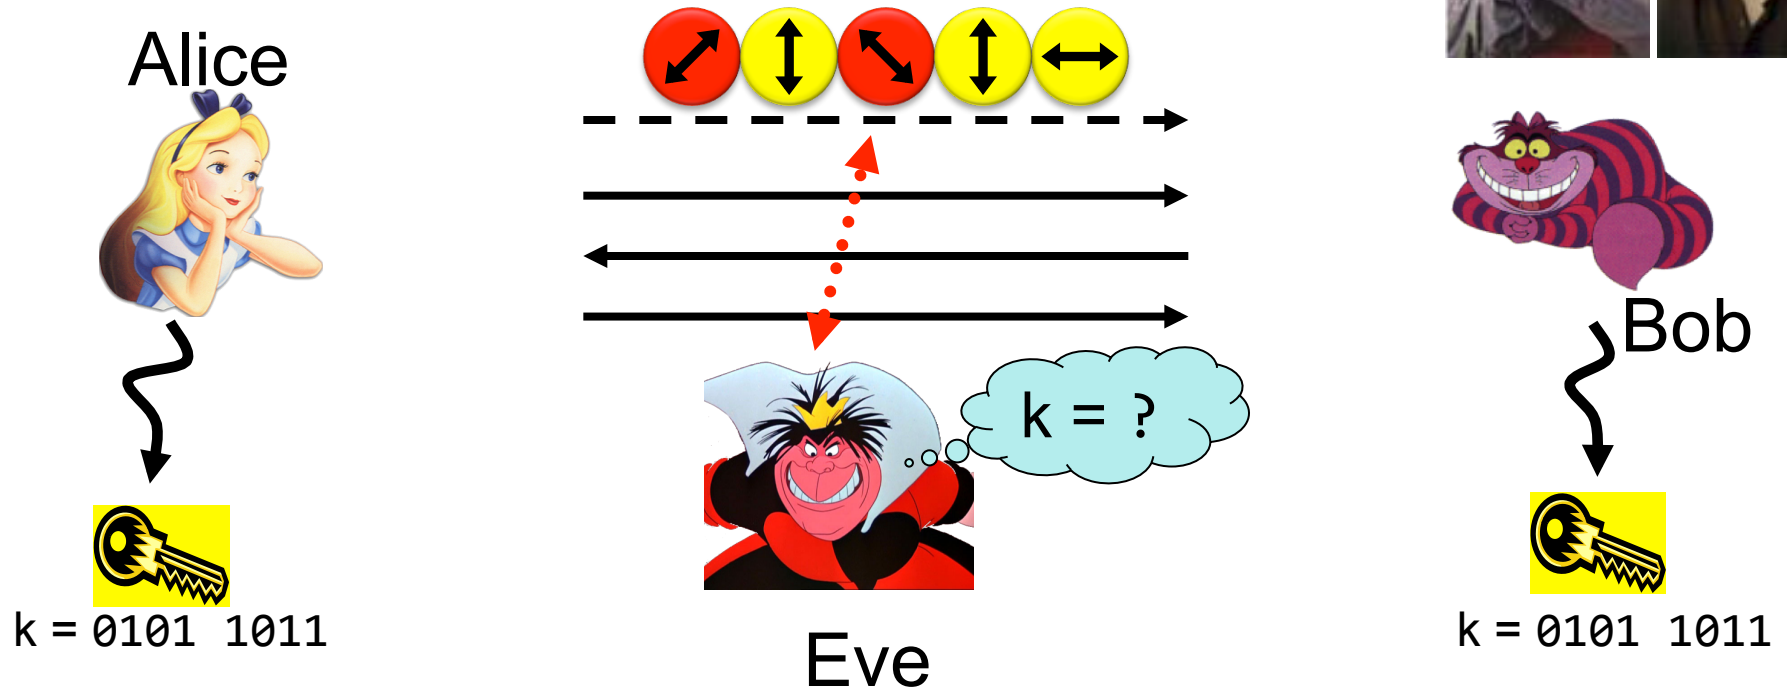 Alice
Bob
k = ?
k = 0101 1011
k = 0101 1011
Eve